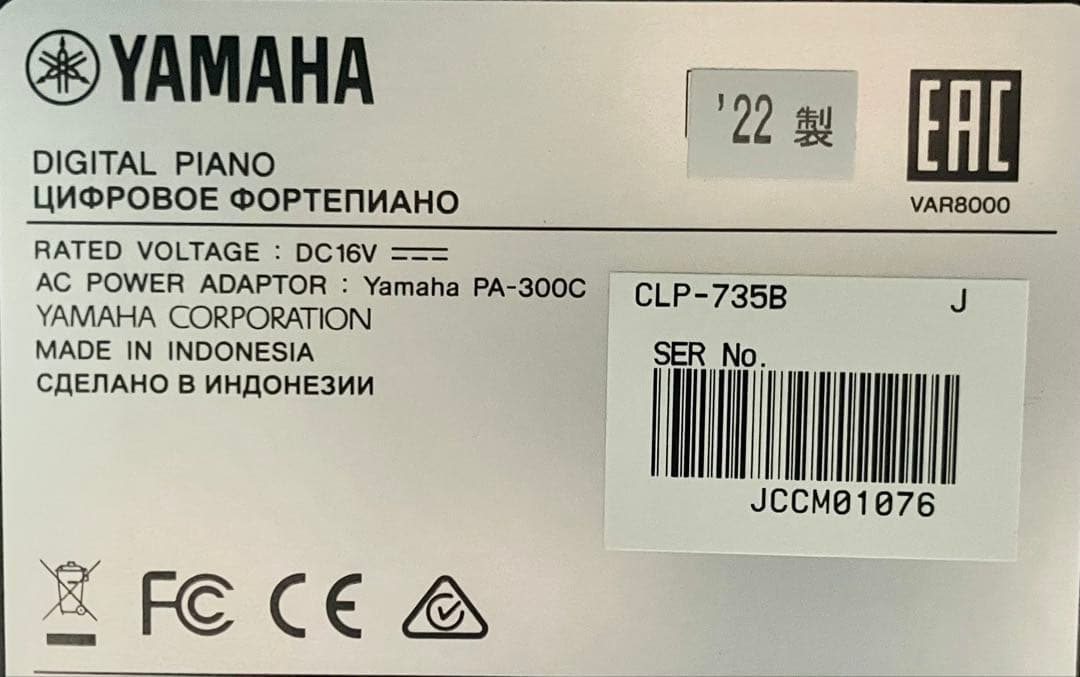 YAMAHA
'22 製
EAC
VAR8000
DIGITAL PIANO
ЦИФРОВОЕ ФОРТЕПИАНО
RATED VOLTAGE : DC16V
AC POWER ADAPTOR : Yamaha PA-300C
YAMAHA CORPORATION
MADE IN INDONESIA
СДЕЛАНО В ИНДОНЕЗИИ
CLP-735B J
SER No.
JCCM01076
FC CE